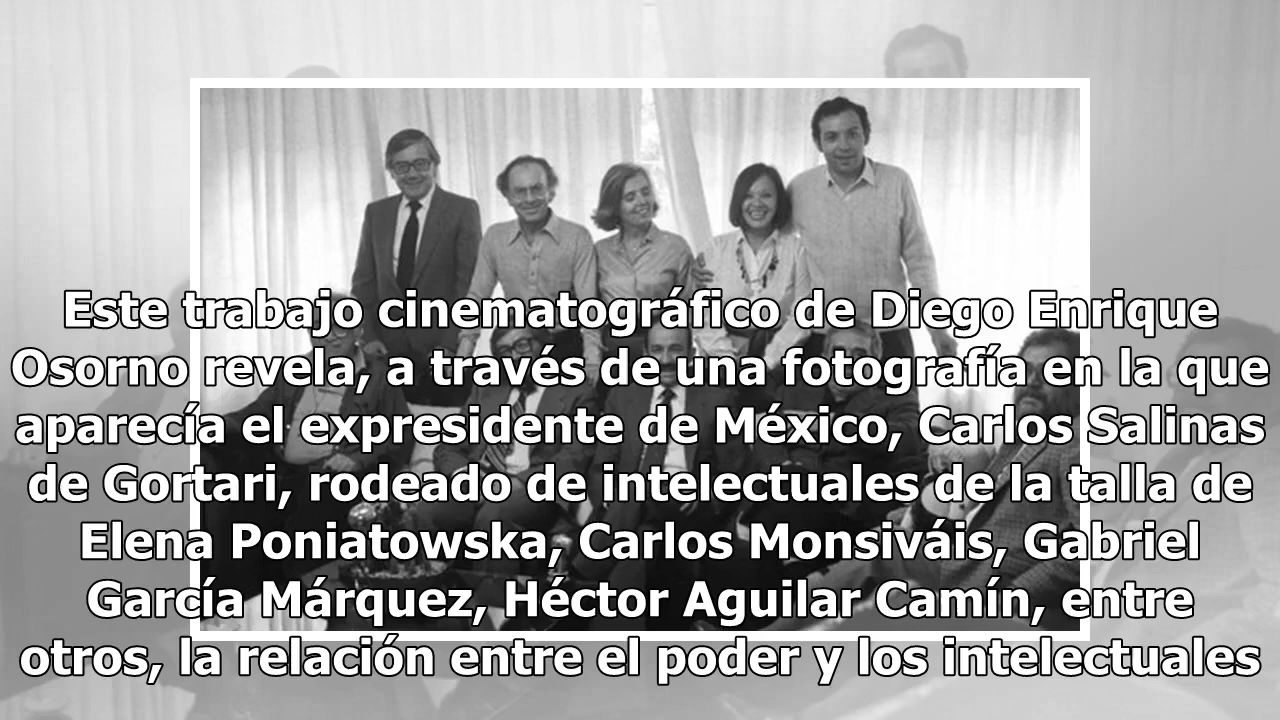 Este trabajo cinematográfico de Diego Enrique
Osorno revela, a través de una fotografía en la que
aparecía el expresidente de México, Carlos Salinas
de Gortari, rodeado de intelectuales de la talla de
Elena Poniatowska, Carlos Monsiváis, Gabriel
García Márquez, Héctor Aguilar Camín, entre
otros, la relación entre el poder y los intelectuales